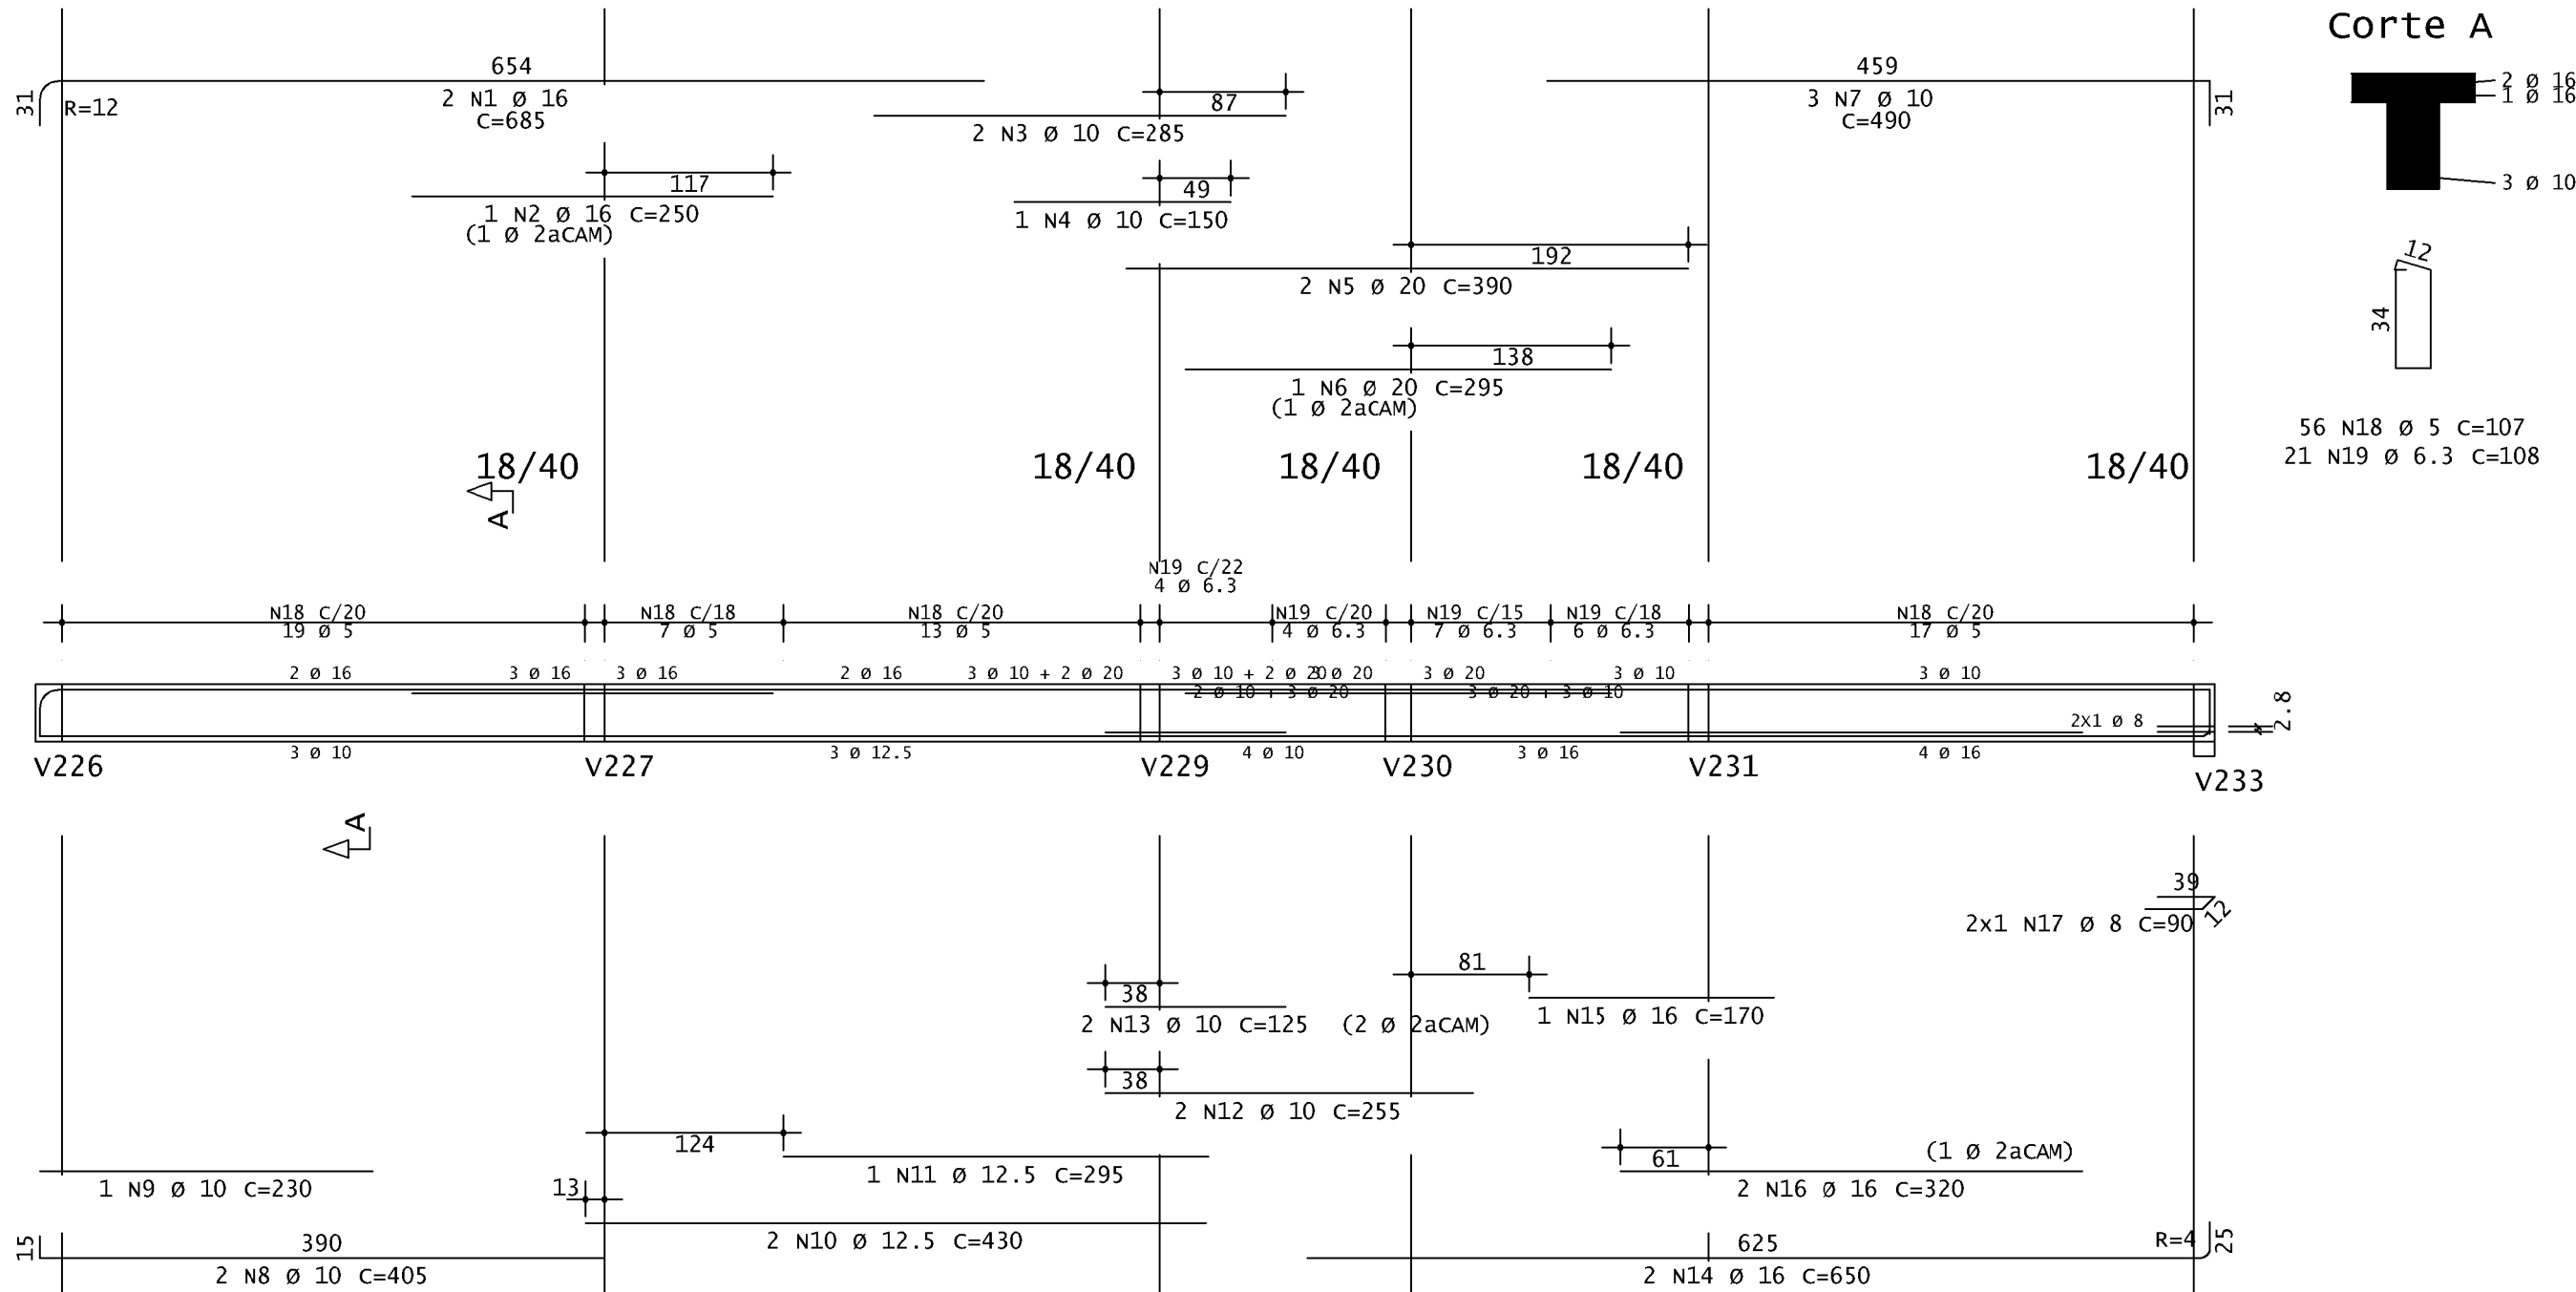 Corte A
654
31
R=12
2 N1 Ø 16
C=685
87
2 N3 Ø 10 C=285
459
3 N7 Ø 10
C=490
31
2 Ø 16
1 Ø 16
3 Ø 10
117
1 N2 Ø 16 C=250
(1 Ø 2aCAM)
49
1 N4 Ø 10 C=150
192
2 N5 Ø 20 C=390
12
34
138
1 N6 Ø 20 C=295
(1 Ø 2aCAM)
56 N18 Ø 5 C=107
21 N19 Ø 6.3 C=108
18/40
18/40
18/40
18/40
18/40
A
N19 C/22
4 Ø 6.3
N18 C/20
19 Ø 5
N18 C/18
7 Ø 5
N18 C/20
13 Ø 5
N19 C/20
4 Ø 6.3
N19 C/15
7 Ø 6.3
N19 C/18
6 Ø 6.3
N18 C/20
17 Ø 5
2 Ø 16
3 Ø 16
3 Ø 16
2 Ø 16
3 Ø 10 + 2 Ø 20
3 Ø 10 + 2 Ø 20
3 Ø 20
3 Ø 20
3 Ø 10
3 Ø 10
2 Ø 10 + 3 Ø 20
3 Ø 20 + 3 Ø 10
2X1 Ø 8
2.8
3 Ø 10
3 Ø 12.5
4 Ø 10
3 Ø 16
4 Ø 16
V226
V227
V229
V230
V231
V233
A
39
12
2x1 N17 Ø 8 C=90
81
1 N15 Ø 16 C=170
38
2 N13 Ø 10 C=125 (2 Ø 2aCAM)
38
2 N12 Ø 10 C=255
124
1 N11 Ø 12.5 C=295
61
(1 Ø 2aCAM)
2 N16 Ø 16 C=320
1 N9 Ø 10 C=230
13
2 N10 Ø 12.5 C=430
15
390
2 N8 Ø 10 C=405
625
R=4
25
2 N14 Ø 16 C=650